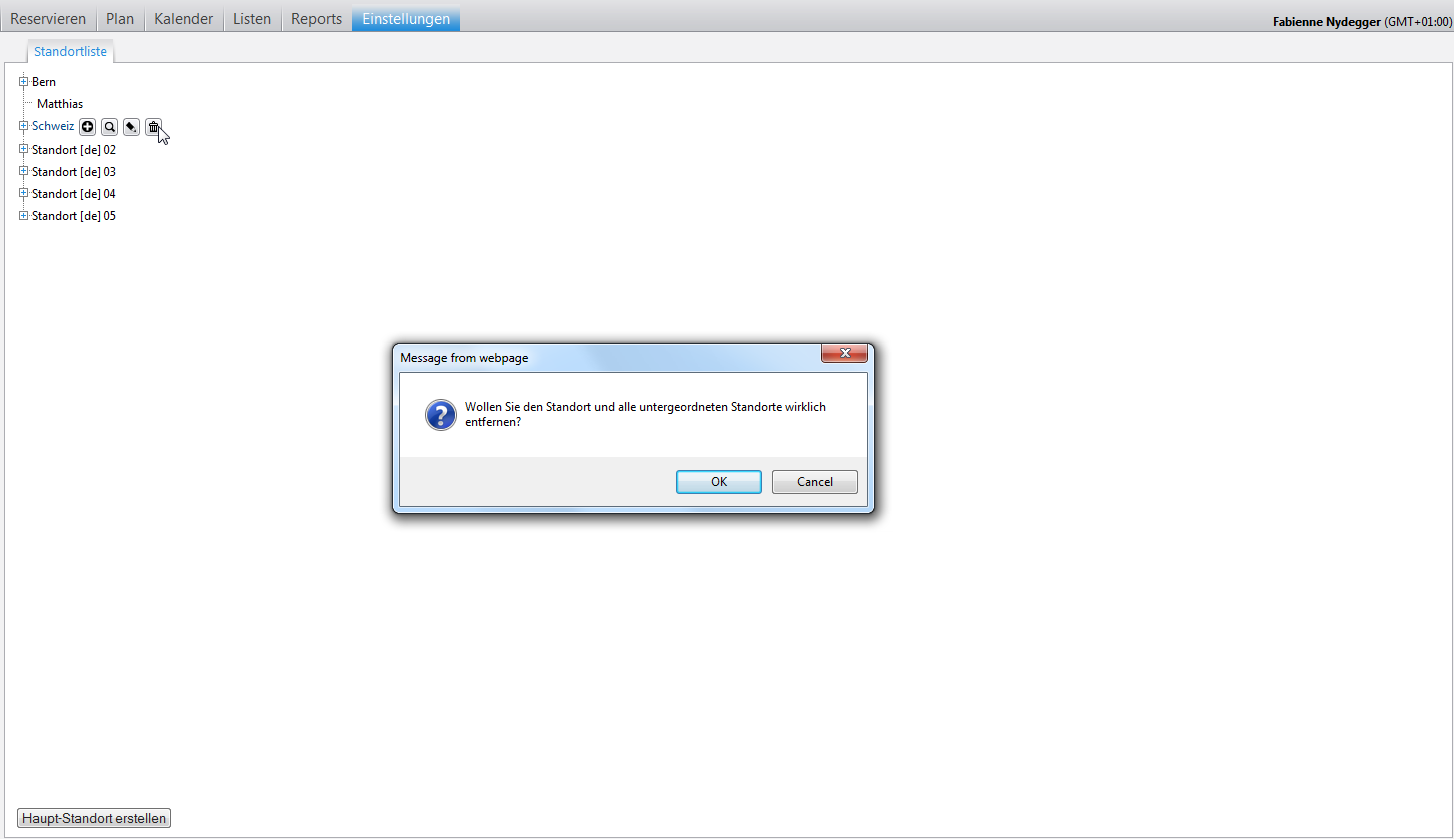 Reservieren Plan Kalender Listen Reports Einstellungen Fabienne Nydegger (GMT+01:00)
Standortliste
Bern
Matthias
Schweiz
Standort [de] 02
Standort [de] 03
Standort [de] 04
Standort [de] 05
Message from webpage
Wollen Sie den Standort und alle untergeordneten Standorte wirklich
entfernen?
OK Cancel
Haupt-Standort erstellen